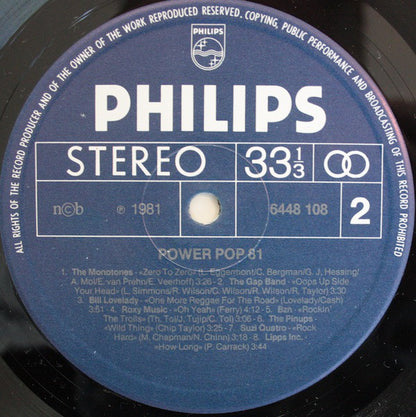 ALL RIGHTS OF THE RECORD PRODUCER AND OF THE OWNER OF THE WORK REPRODUCED RESERVED. COPYING, PUBLIC PERFORMANCE AND BROADCASTING OF THIS RECORD PROHIBITED
PHILIPS
PHILIPS
STEREO 33 1/3
n©b ℗ 1981 6448 108 2
POWER POP 81
1. The Monotones - «Zero To Zero» (L. Eggermont/C. Bergman/G. J. Hessing/
A. Mol/E. van Prehn/E. Veerhoff) 3:26 - 2. The Gap Band - «Oops Up Side
Your Head» (L. Simmons/R. Wilson/C. Wilson/R. Wilson/R. Taylor) 3:30
3. Bill Lovelady - «One More Reggae For The Road» (Lovelady/Cash)
3:51 - 4. Roxy Music - «Oh Yeah» (Ferry) 4:12 - 5. Bzn - «Rockin'
The Trolls» (Th. Tol/J. Tujip/C. Tol) 3:06 - 6. The Pinups -
«Wild Thing» (Chip Taylor) 3:25 - 7. Suzi Quatro - «Rock
Hard» (M. Chapman/N. Chinn) 3:18 - 8. Lipps Inc. -
«How Long» (P. Carrack) 3:44